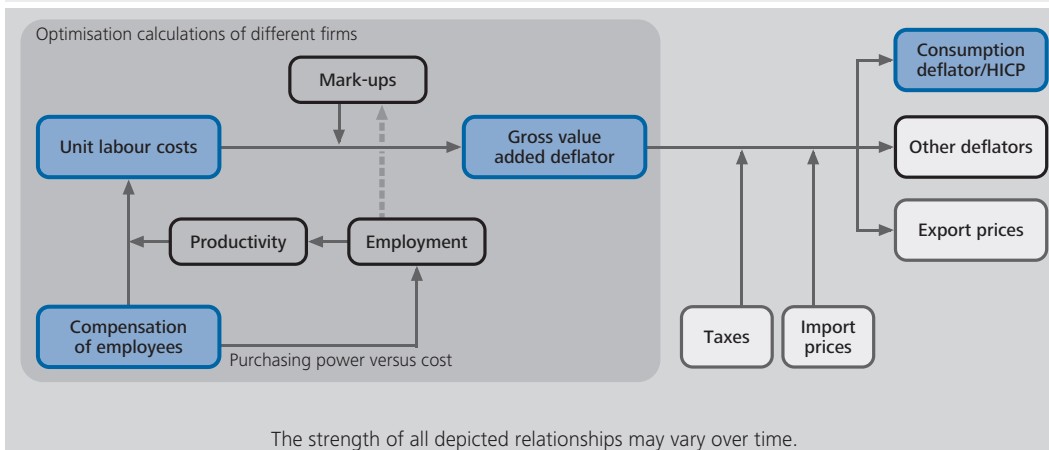 Optimisation calculations of different firms
Mark-ups
Consumption
deflator/HICP
Unit labour costs
Gross value
added deflator
Other deflators
Productivity
Employment
Export prices
Compensation
of employees
Purchasing power versus cost
Taxes
Import
prices
The strength of all depicted relationships may vary over time.